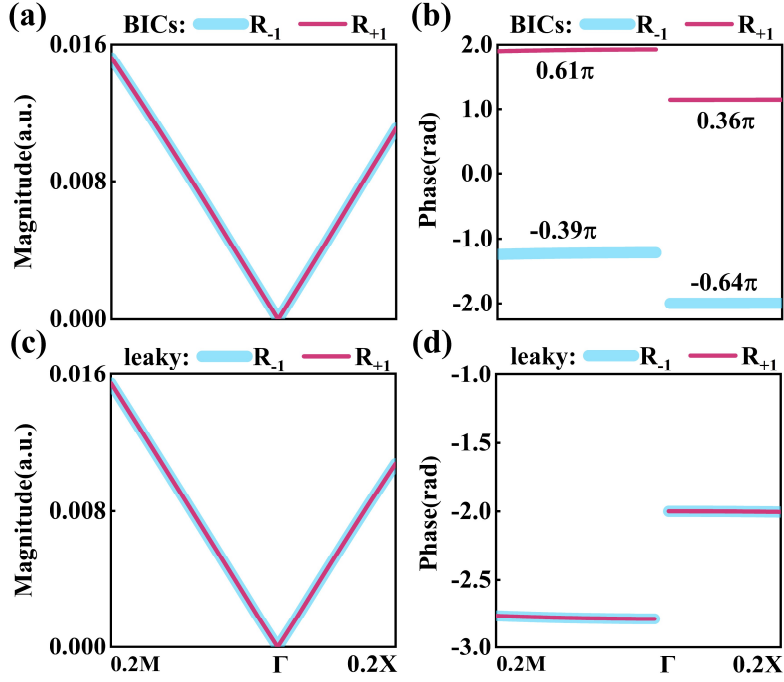 (a) BICs: R-1 R+1
0.016
0.008
0.000
Magnitude(a.u.)
(b) BICs: R-1 R+1
2.0
1.0
0.0
-1.0
-2.0
Phase(rad)
0.61π
0.36π
-0.39π
-0.64π
(c) leaky: R-1 R+1
0.016
0.008
0.000
Magnitude(a.u.)
0.2M Γ 0.2X
(d) leaky: R-1 R+1
-1.0
-1.5
-2.0
-2.5
-3.0
Phase(rad)
0.2M Γ 0.2X